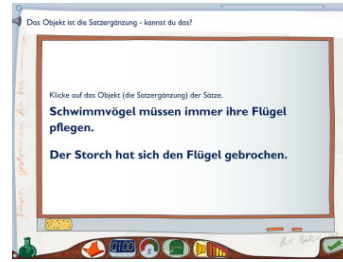 Das Objekt ist die Satzergänzung - kannst du das?
Klicke auf das Objekt (die Satzergänzung) der Sätze.
Schwimmvögel müssen immer ihre Flügel
pflegen.
Der Storch hat sich den Flügel gebrochen.